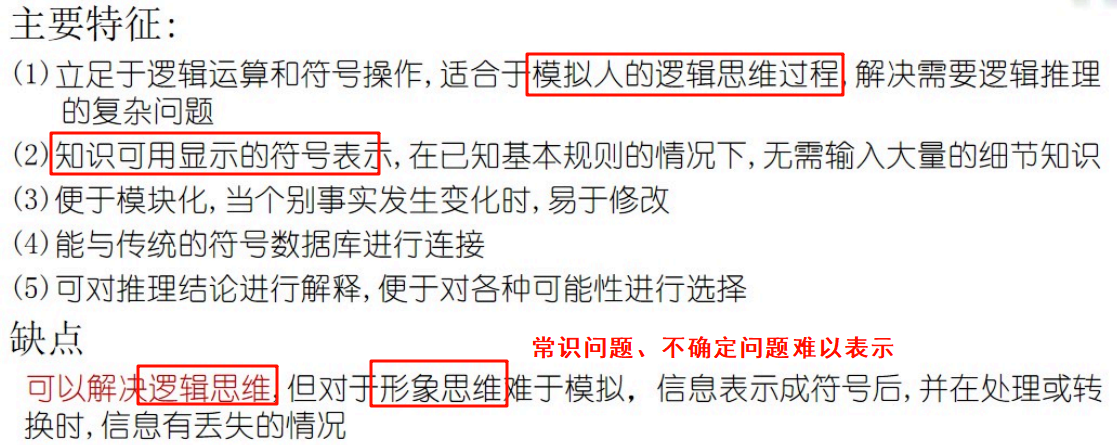 主要特征:
(1)立足于逻辑运算和符号操作,适合于模拟人的逻辑思维过程,解决需要逻辑推理
的复杂问题
(2)知识可用显示的符号表示,在已知基本规则的情况下,无需输入大量的细节知识
(3)便于模块化,当个别事实发生变化时,易于修改
(4)能与传统的符号数据库进行连接
(5)可对推理结论进行解释,便于对各种可能性进行选择
缺点
常识问题、不确定问题难以表示
可以解决逻辑思维,但对于形象思维难于模拟，信息表示成符号后,并在处理或转
换时,信息有丢失的情况